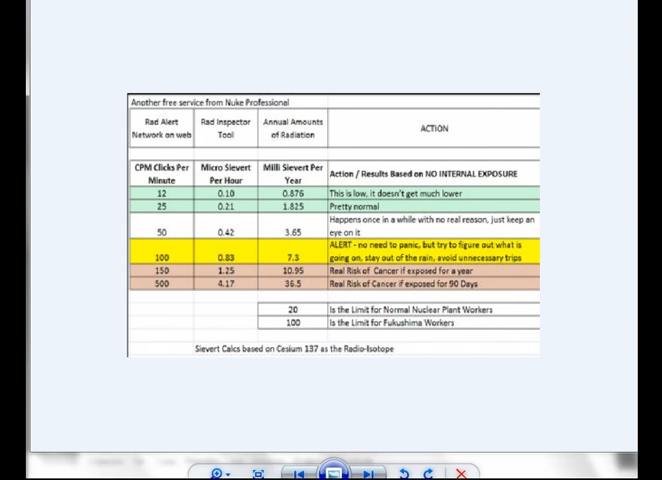 Another free service from Nuke Professional
Rad Alert Network on web Rad Inspector Tool Annual Amounts of Radiation ACTION
CPM Clicks Per Minute Micro Sievert Per Hour Milli Sievert Per Year Action / Results Based on NO INTERNAL EXPOSURE
12 0.10 0.876 This is low, it doesn't get much lower
25 0.21 1.825 Pretty normal
50 0.42 3.65 Happens once in a while with no real reason, just keep an eye on it
100 0.83 7.3 ALERT - no need to panic, but try to figure out what is going on, stay out of the rain, avoid unnecessary trips
150 1.25 10.95 Real Risk of Cancer if exposed for a year
500 4.17 36.5 Real Risk of Cancer if exposed for 90 Days
20 Is the Limit for Normal Nuclear Plant Workers
100 Is the Limit for Fukushima Workers
Sievert Calcs based on Cesium 137 as the Radio-Isotope